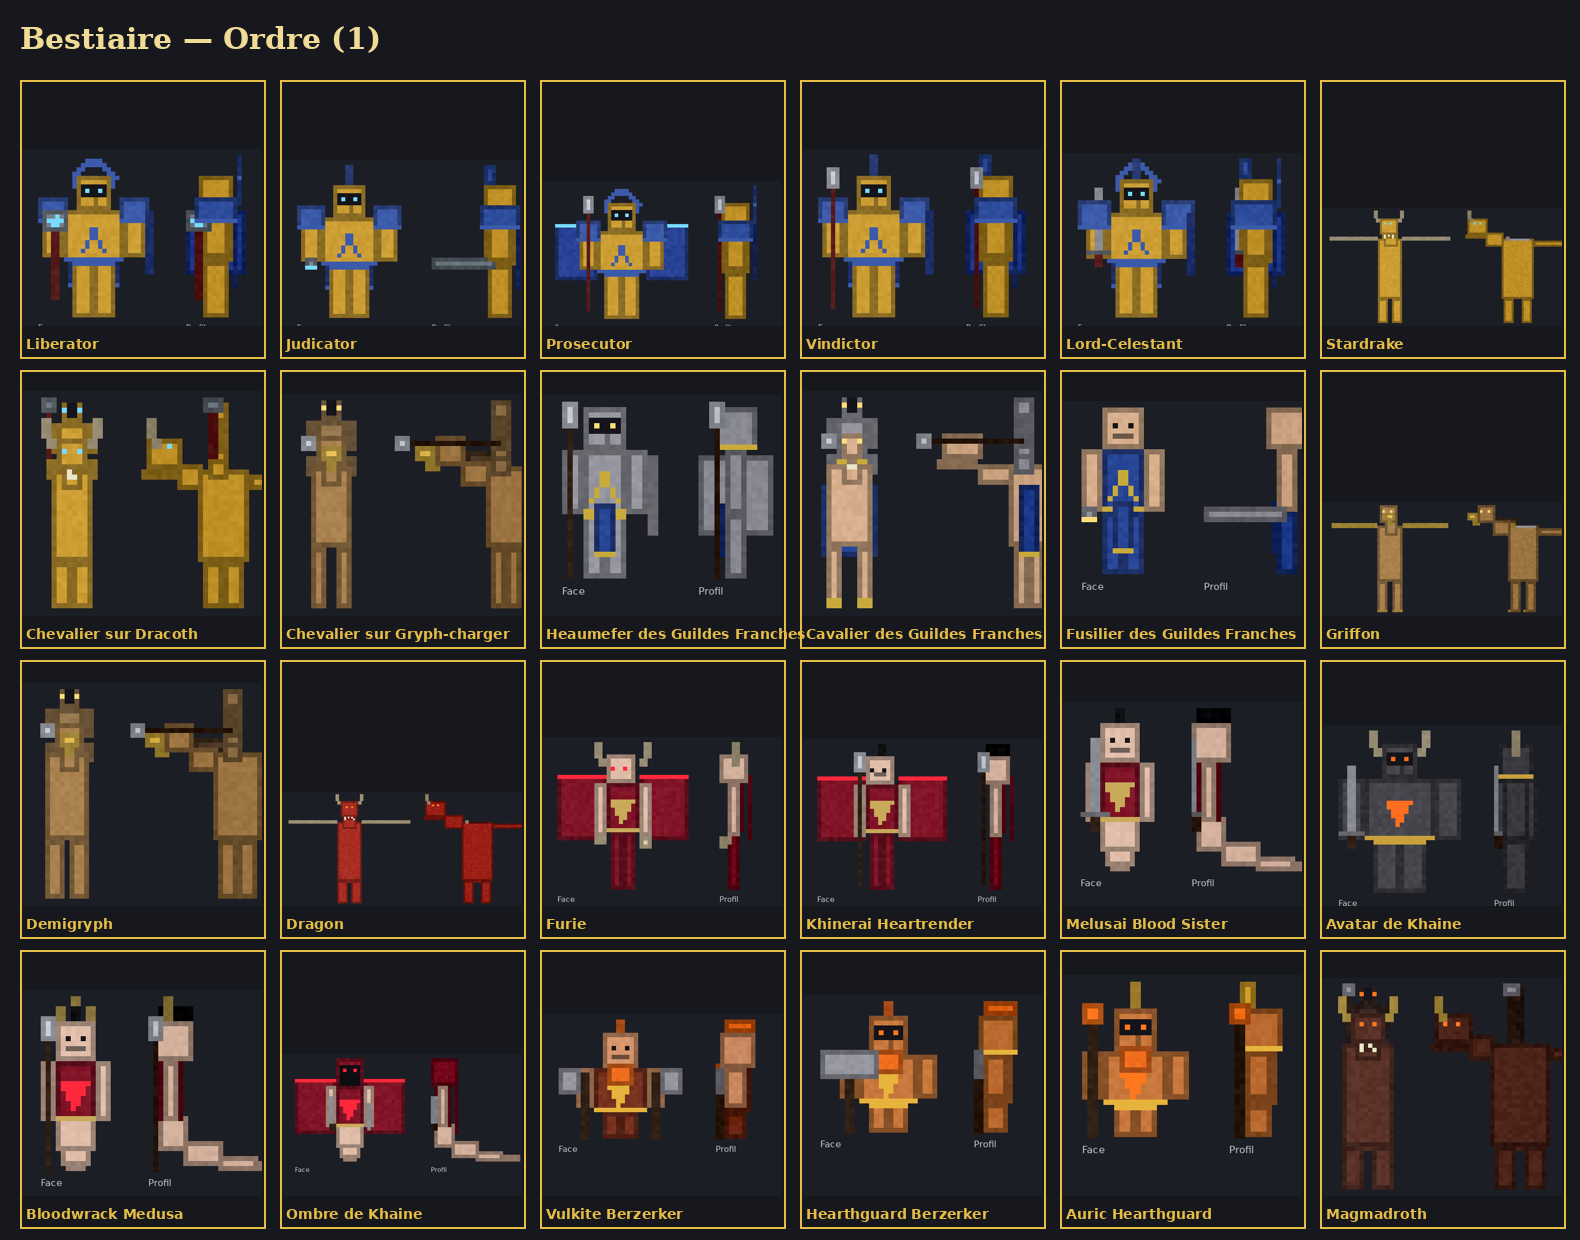 Bestiaire — Ordre (1)
Liberator
Judicator
Prosecutor
Vindictor
Lord-Celestant
Stardrake
Face Profil
Face Profil
Chevalier sur Dracoth
Chevalier sur Gryph-charger
Heaumefer des Guildes Franches
Cavalier des Guildes Franches
Fusilier des Guildes Franches
Griffon
Face Profil
Face Profil
Face Profil
Face Profil
Demigryph
Dragon
Furie
Khinerai Heartrender
Melusai Blood Sister
Avatar de Khaine
Face Profil
Face Profil
Face Profil
Face Profil
Face Profil
Bloodwrack Medusa
Ombre de Khaine
Vulkite Berzerker
Hearthguard Berzerker
Auric Hearthguard
Magmadroth